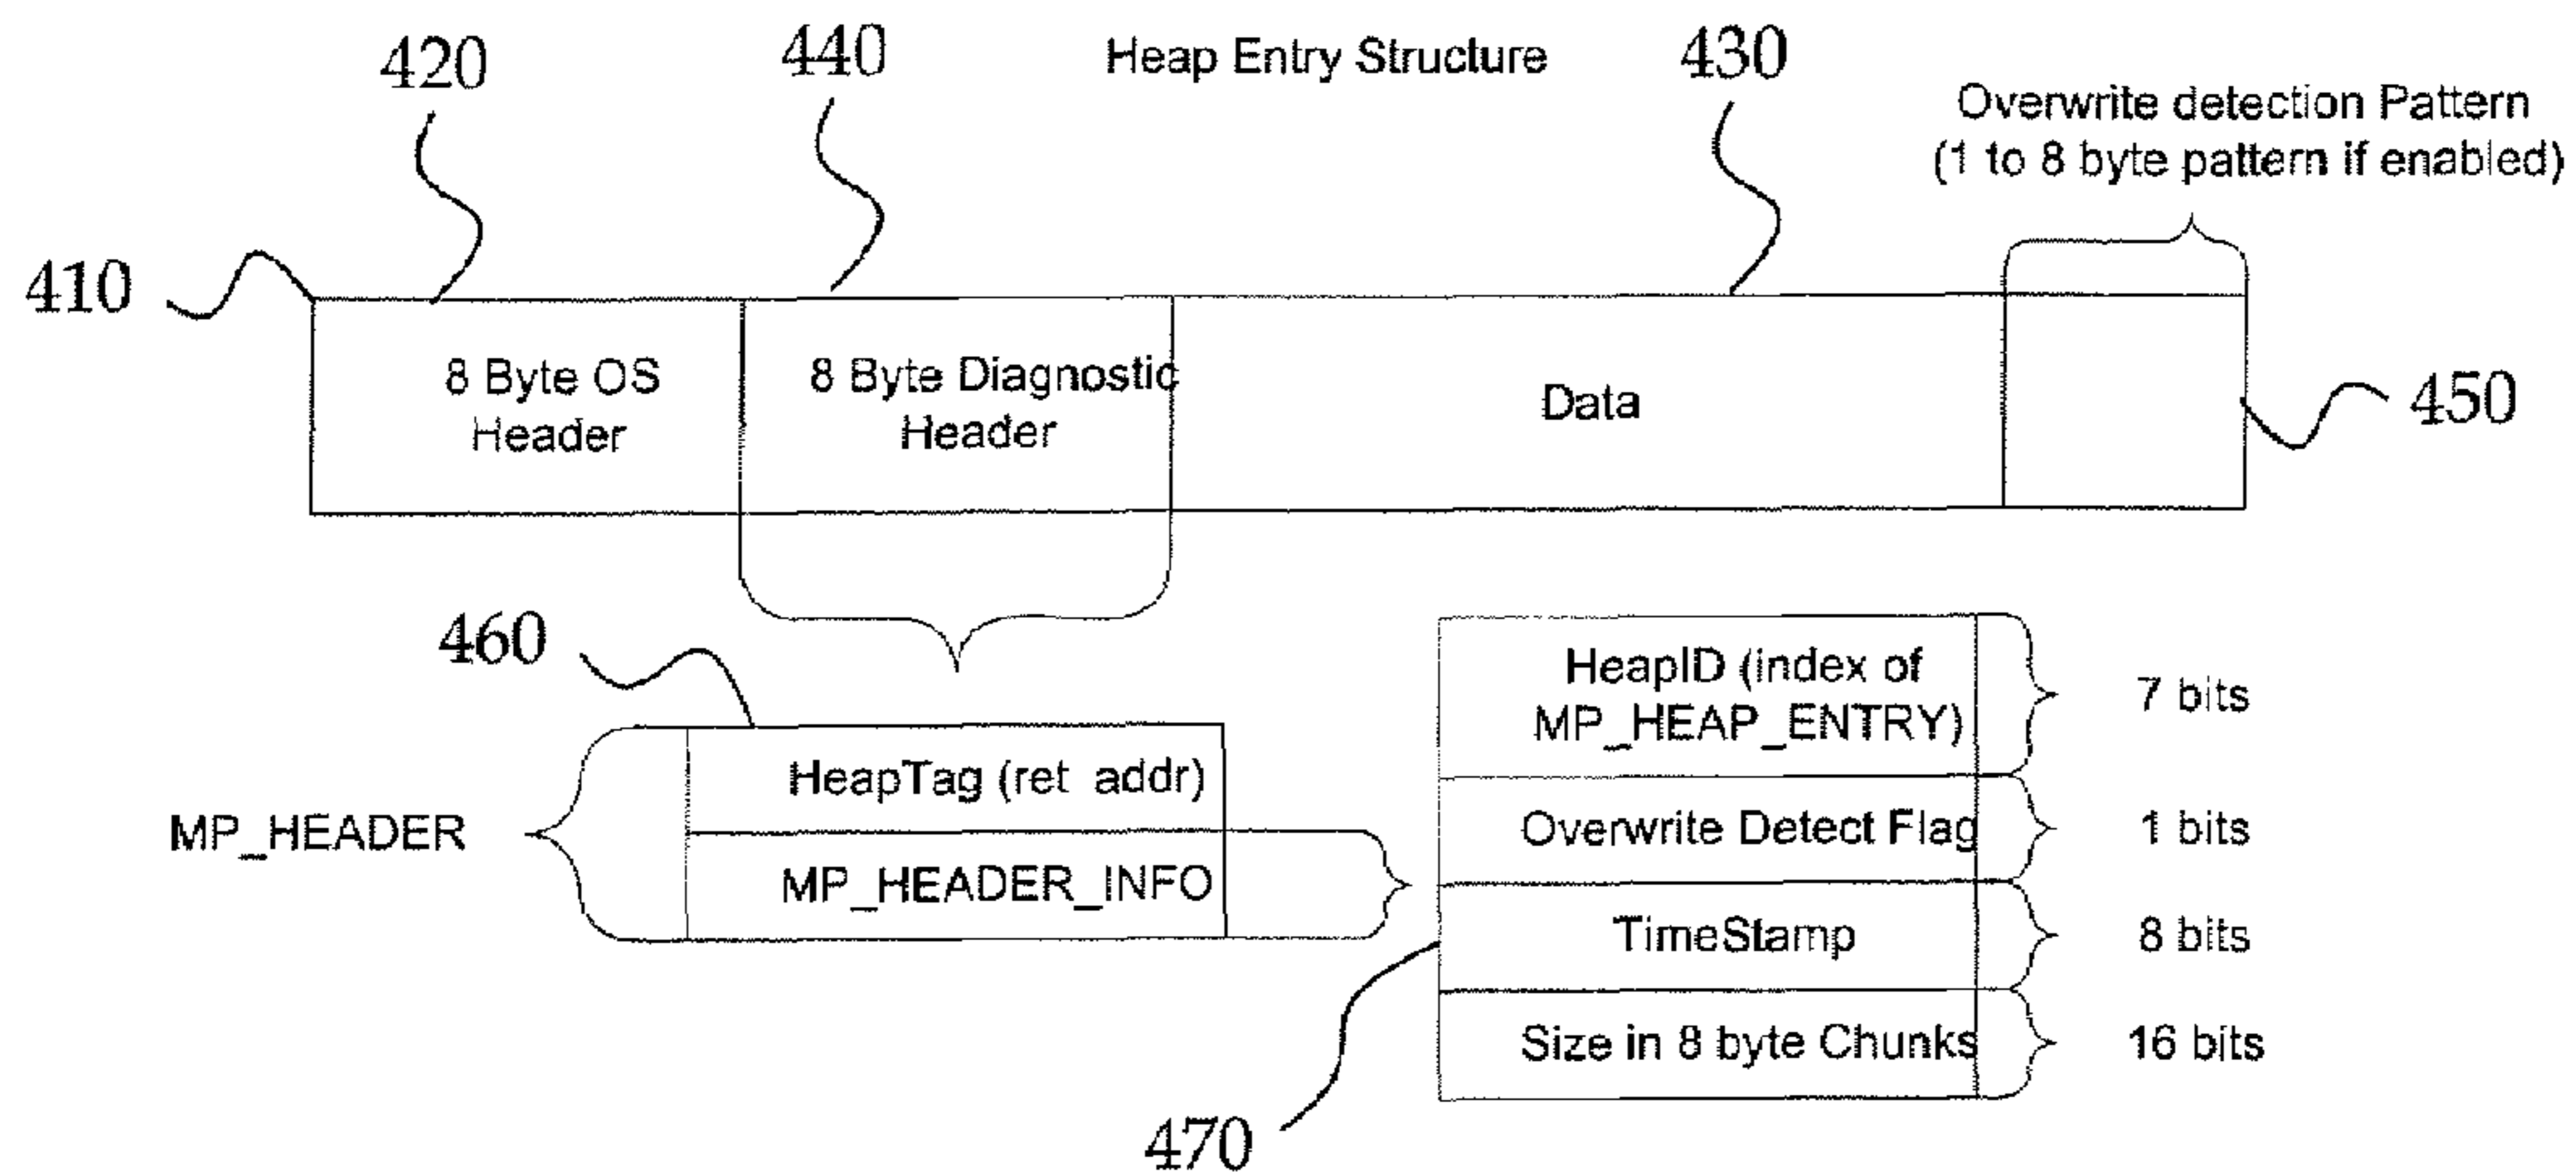 420
440
Heap Entry Structure
430
Overwrite detection Pattern
(1 to 8 byte pattern if enabled)
410
8 Byte OS
Header
8 Byte Diagnostic
Header
Data
450
460
HeapID (index of
MP_HEAP_ENTRY)
7 bits
HeapTag (ret addr)
MP_HEADER
Overwrite Detect Flag
1 bits
MP_HEADER_INFO
TimeStamp
8 bits
Size in 8 byte Chunks
16 bits
470